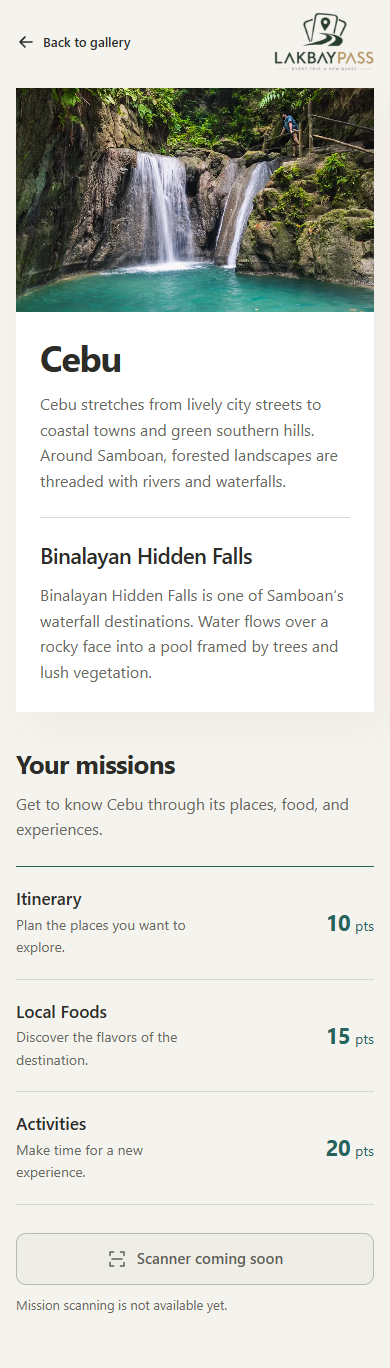 Back to gallery
LAKBAYPASS
EVERY TRIP, A NEW QUEST
Cebu
Cebu stretches from lively city streets to
coastal towns and green southern hills.
Around Samboan, forested landscapes are
threaded with rivers and waterfalls.
Binalayan Hidden Falls
Binalayan Hidden Falls is one of Samboan's
waterfall destinations. Water flows over a
rocky face into a pool framed by trees and
lush vegetation.
Your missions
Get to know Cebu through its places, food, and
experiences.
Itinerary
Plan the places you want to
explore.
10 pts
Local Foods
Discover the flavors of the
destination.
15 pts
Activities
Make time for a new
experience.
20 pts
Scanner coming soon
Mission scanning is not available yet.